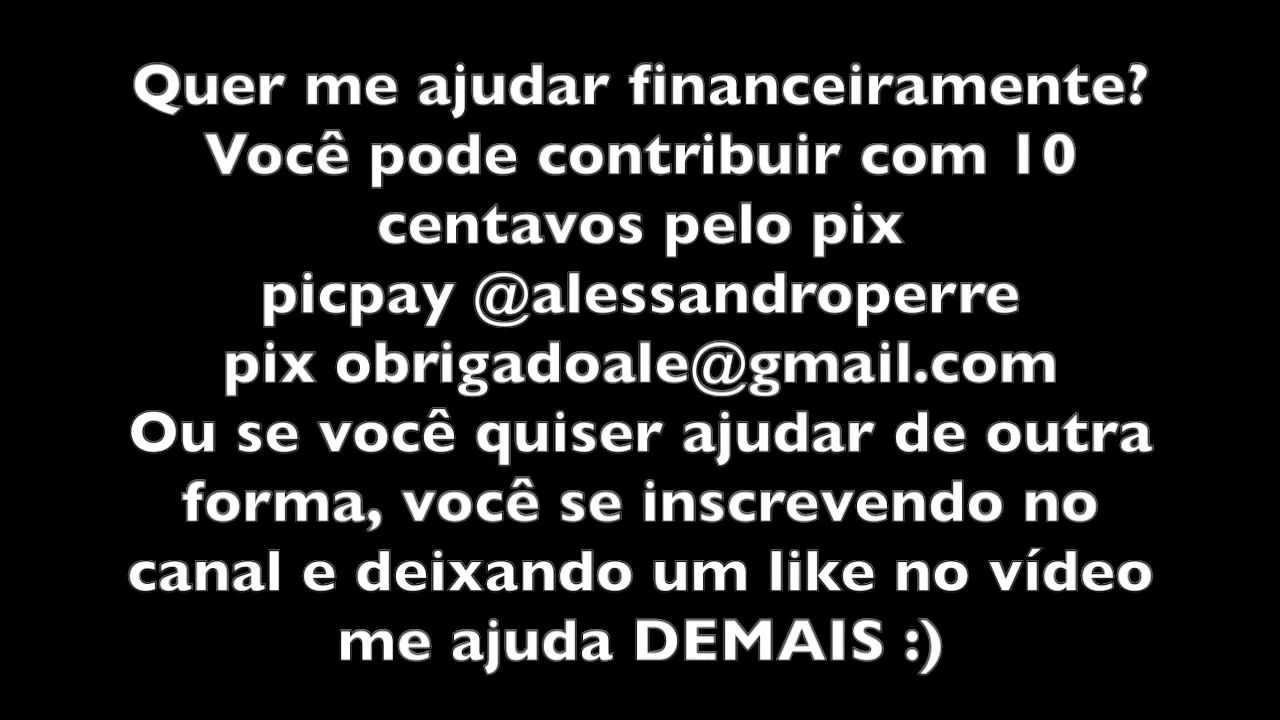 Quer me ajudar financeiramente?
Você pode contribuir com 10
centavos pelo pix
picpay @alessandroperre
pix obrigadoale@gmail.com
Ou se você quiser ajudar de outra
forma, você se inscrevendo no
canal e deixando um like no vídeo
me ajuda DEMAIS :)